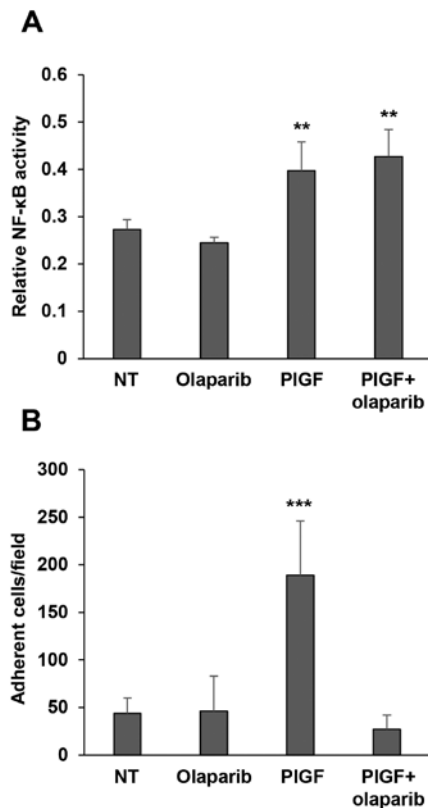 A
Relative NF-κB activity
0.6
0.5
0.4
0.3
0.2
0.1
0
**
**
NT
Olaparib
PlGF
PlGF+
olaparib
B
Adherent cells/field
300
250
200
150
100
50
0
***
NT
Olaparib
PlGF
PlGF+
olaparib